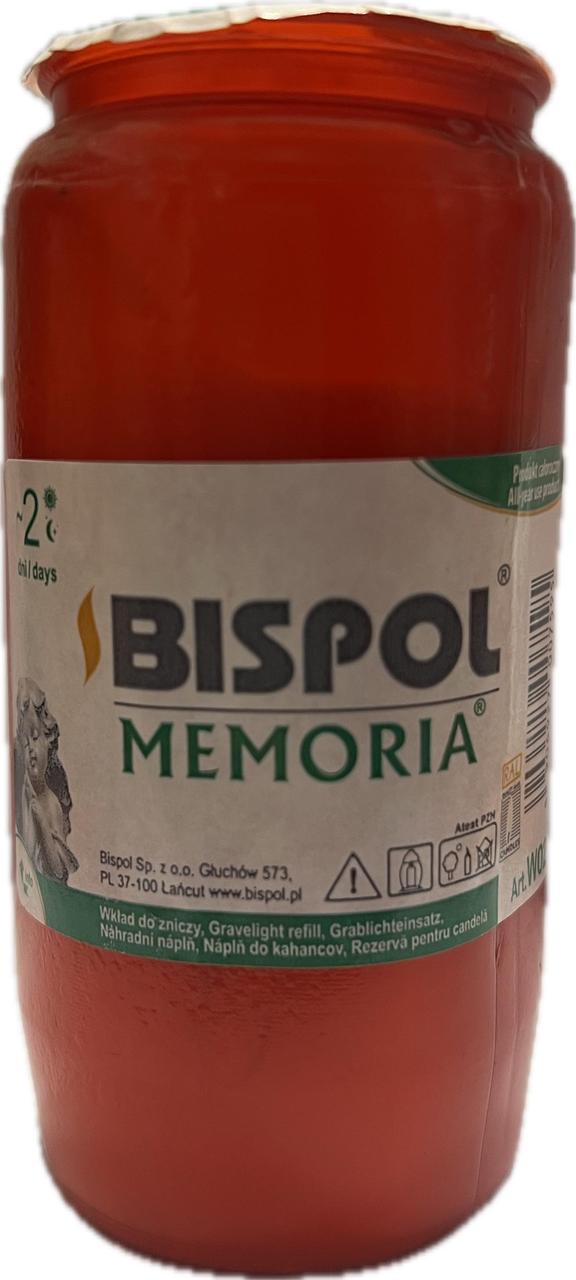 Produkt całoroczny
All-year use product
~2
dni / days
BISPOL®
MEMORIA®
Atest PZH
RAL
CANDLES
Bispol Sp. z o.o. Głuchów 573,
PL 37-100 Łańcut www.bispol.pl
Wkład do zniczy, Gravelight refill, Grablichteinsatz,
Náhradní náplň, Náplň do kahancov, Rezervă pentru candelă
Art.